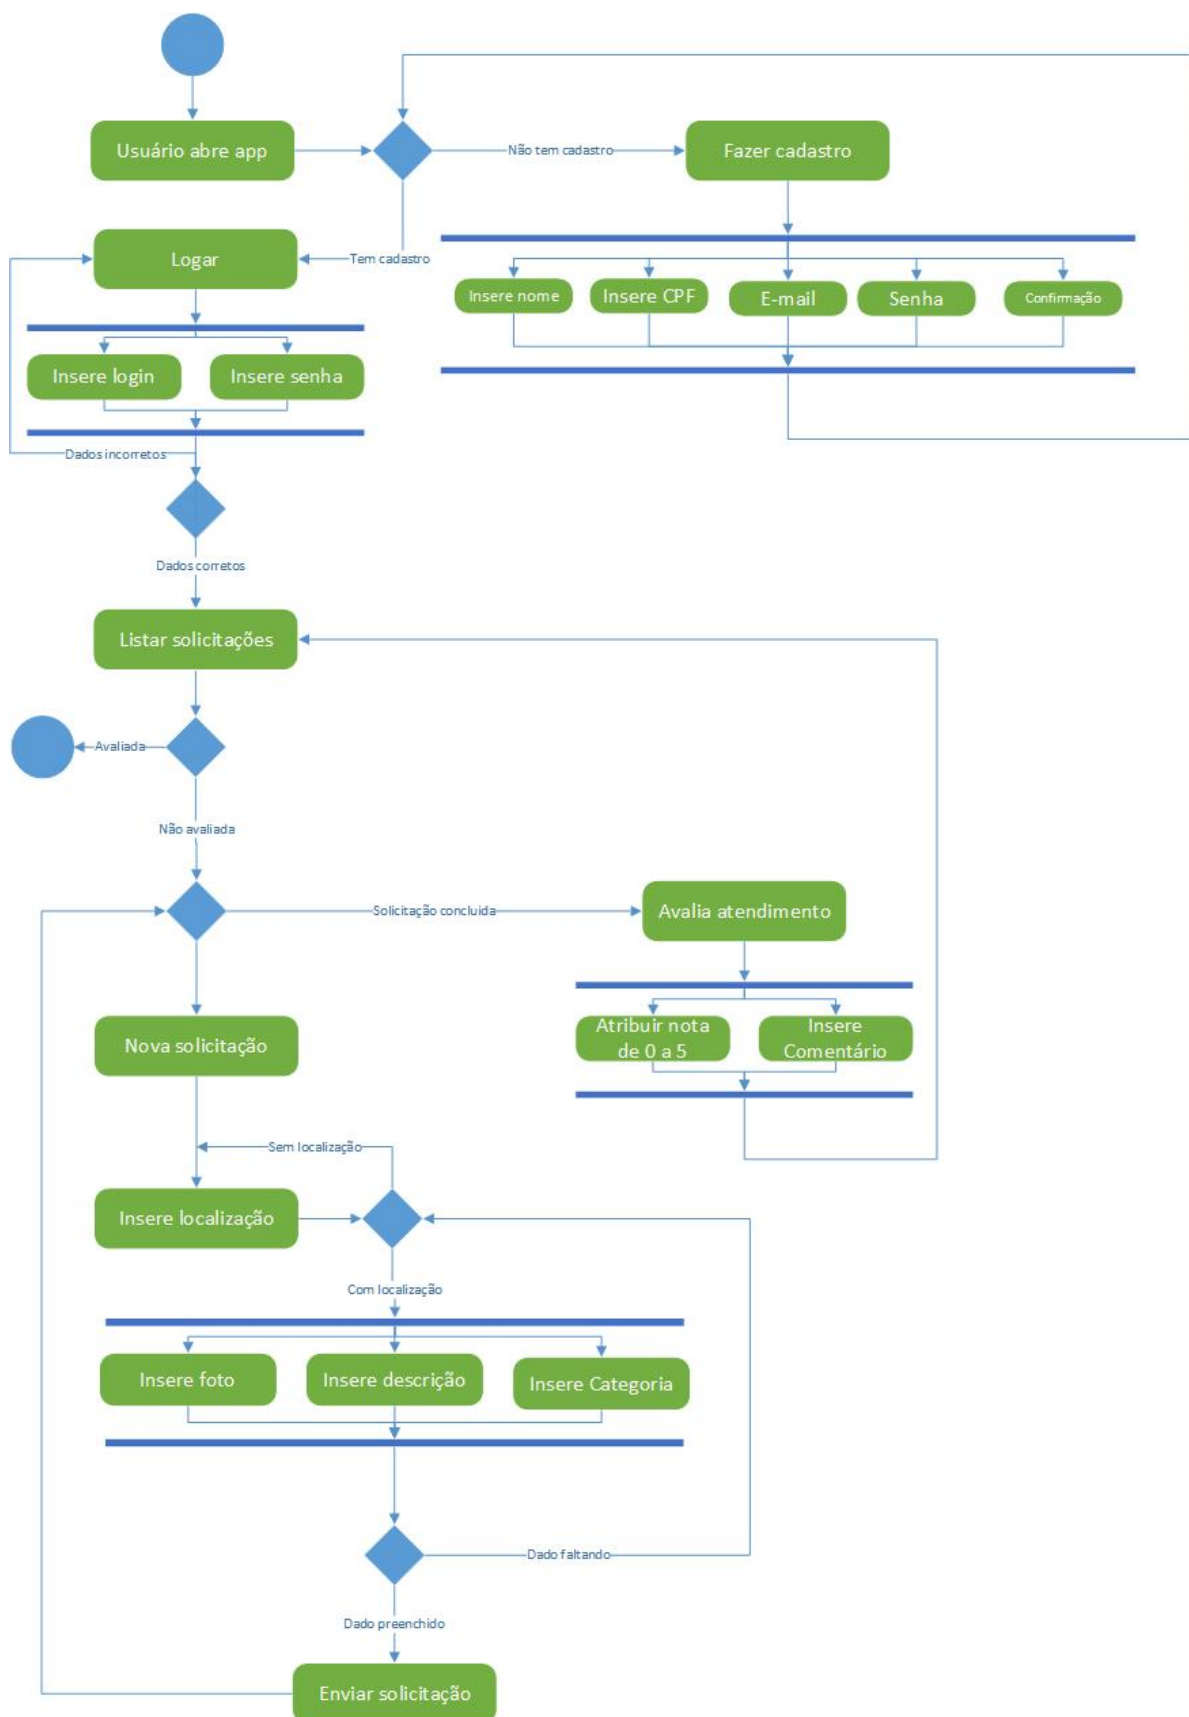 Usuário abre app
Não tem cadastro
Fazer cadastro
Logar
Tem cadastro
Insere nome
Insere CPF
E-mail
Senha
Confirmação
Insere login
Insere senha
Dados incorretos
Dados corretos
Listar solicitações
Avaliada
Não avaliada
Solicitação concluida
Avalia atendimento
Nova solicitação
Atribuir nota
de 0 a 5
Insere
Comentário
Sem localização
Insere localização
Com localização
Insere foto
Insere descrição
Insere Categoria
Dado faltando
Dado preenchido
Enviar solicitação